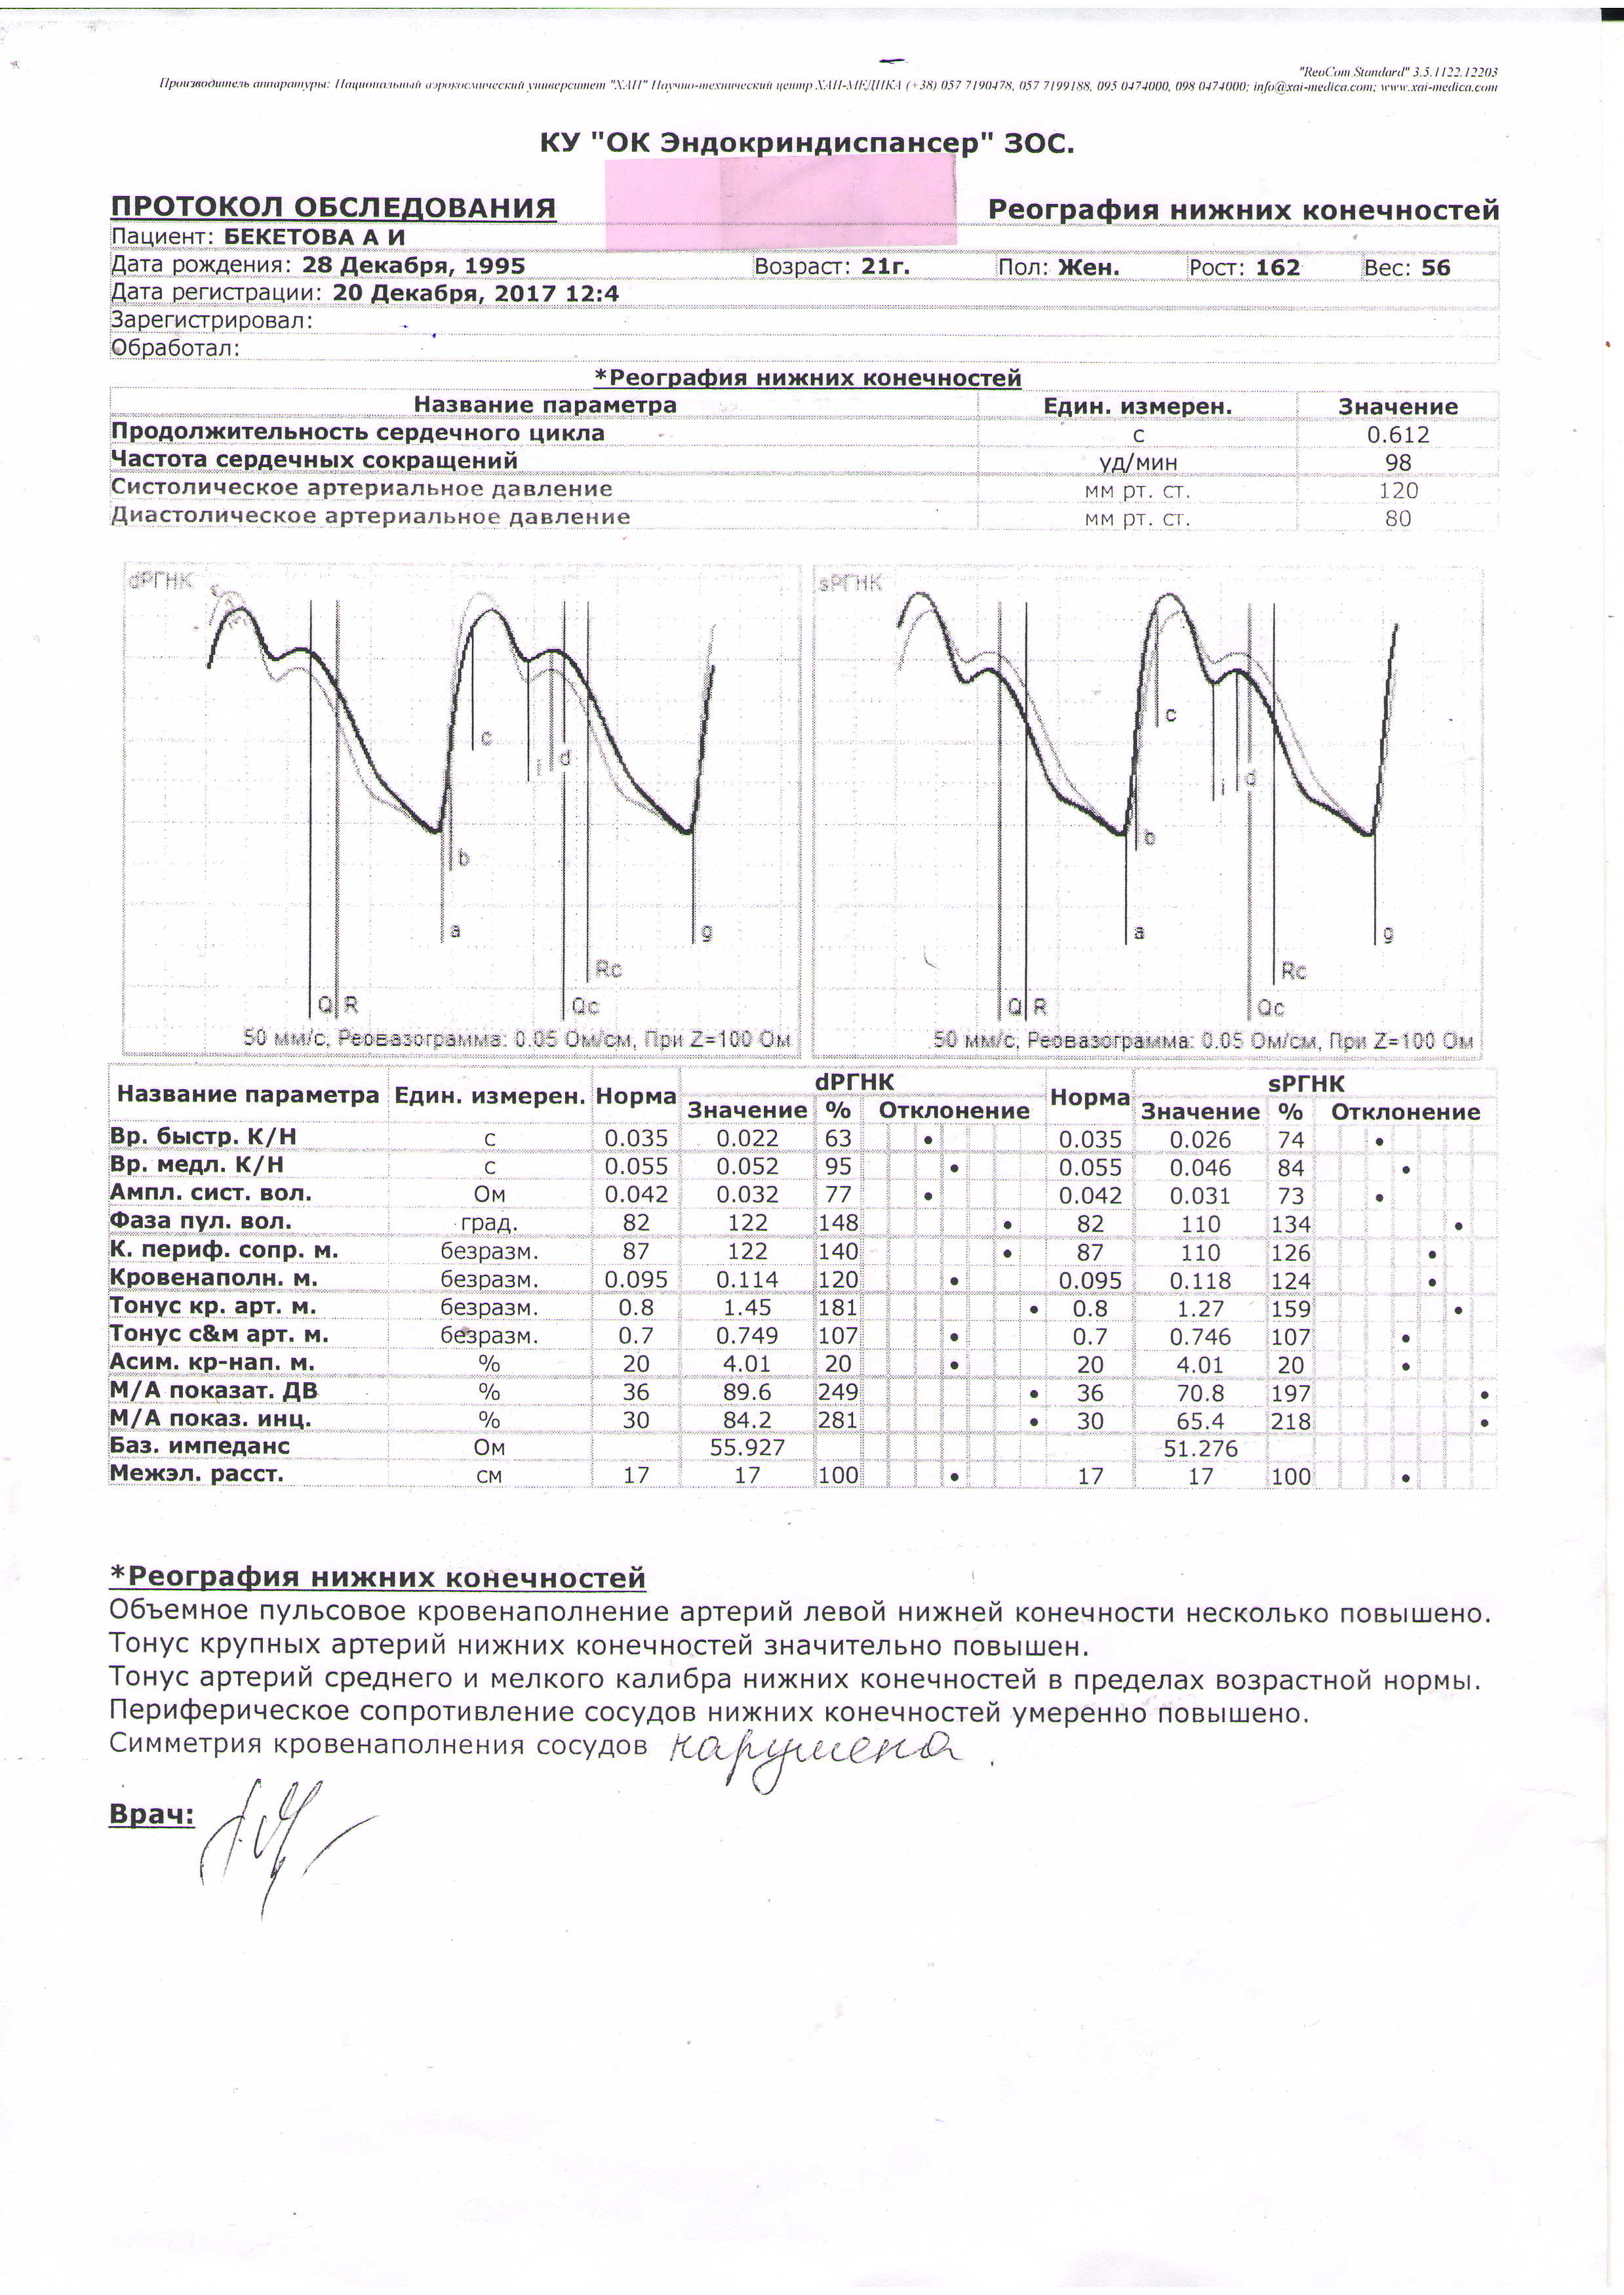 "ReoCom Standard" 3.5.1122.12203
Производитель аппаратуры: Национальный аэрокосмический университет "ХАИ" Научно-технический центр ХАИ-МЕДИКА (+38) 057 7190478, 057 7199188, 095 0474000, 098 0474000; info@xai-medica.com; www.xai-medica.com
КУ "ОК Эндокриндиспансер" ЗОС.
ПРОТОКОЛ ОБСЛЕДОВАНИЯ Реография нижних конечностей
Пациент: БЕКЕТОВА А И
Дата рождения: 28 Декабря, 1995 Возраст: 21г. Пол: Жен. Рост: 162 Вес: 56
Дата регистрации: 20 Декабря, 2017 12:4
Зарегистрировал:
Обработал:
*Реография нижних конечностей
Название параметра Един. измерен. Значение
Продолжительность сердечного цикла с 0.612
Частота сердечных сокращений уд/мин 98
Систолическое артериальное давление мм рт. ст. 120
Диастолическое артериальное давление мм рт. ст. 80
dРГНК sРГНК
c c
i d i d
b b
a g a g
Rc Rc
Q R Qc Q R Qc
50 мм/с, Реовазограмма: 0.05 Ом/см, При Z=100 Ом 50 мм/с, Реовазограмма: 0.05 Ом/см, При Z=100 Ом
Название параметра Един. измерен. Норма dРГНК Норма sРГНК
Значение % Отклонение Значение % Отклонение
Вр. быстр. К/Н с 0.035 0.022 63 • 0.035 0.026 74 •
Вр. медл. К/Н с 0.055 0.052 95 • 0.055 0.046 84 •
Ампл. сист. вол. Ом 0.042 0.032 77 • 0.042 0.031 73 •
Фаза пул. вол. град. 82 122 148 • 82 110 134 •
К. периф. сопр. м. безразм. 87 122 140 • 87 110 126 •
Кровенаполн. м. безразм. 0.095 0.114 120 • 0.095 0.118 124 •
Тонус кр. арт. м. безразм. 0.8 1.45 181 • 0.8 1.27 159 •
Тонус с&м арт. м. безразм. 0.7 0.749 107 • 0.7 0.746 107 •
Асим. кр-нап. м. % 20 4.01 20 • 20 4.01 20 •
М/А показат. ДВ % 36 89.6 249 • 36 70.8 197 •
М/А показ. инц. % 30 84.2 281 • 30 65.4 218 •
Баз. импеданс Ом 55.927 51.276
Межэл. расст. см 17 17 100 • 17 17 100 •
*Реография нижних конечностей
Объемное пульсовое кровенаполнение артерий левой нижней конечности несколько повышено.
Тонус крупных артерий нижних конечностей значительно повышен.
Тонус артерий среднего и мелкого калибра нижних конечностей в пределах возрастной нормы.
Периферическое сопротивление сосудов нижних конечностей умеренно повышено.
Симметрия кровенаполнения сосудов нарушена.
Врач: